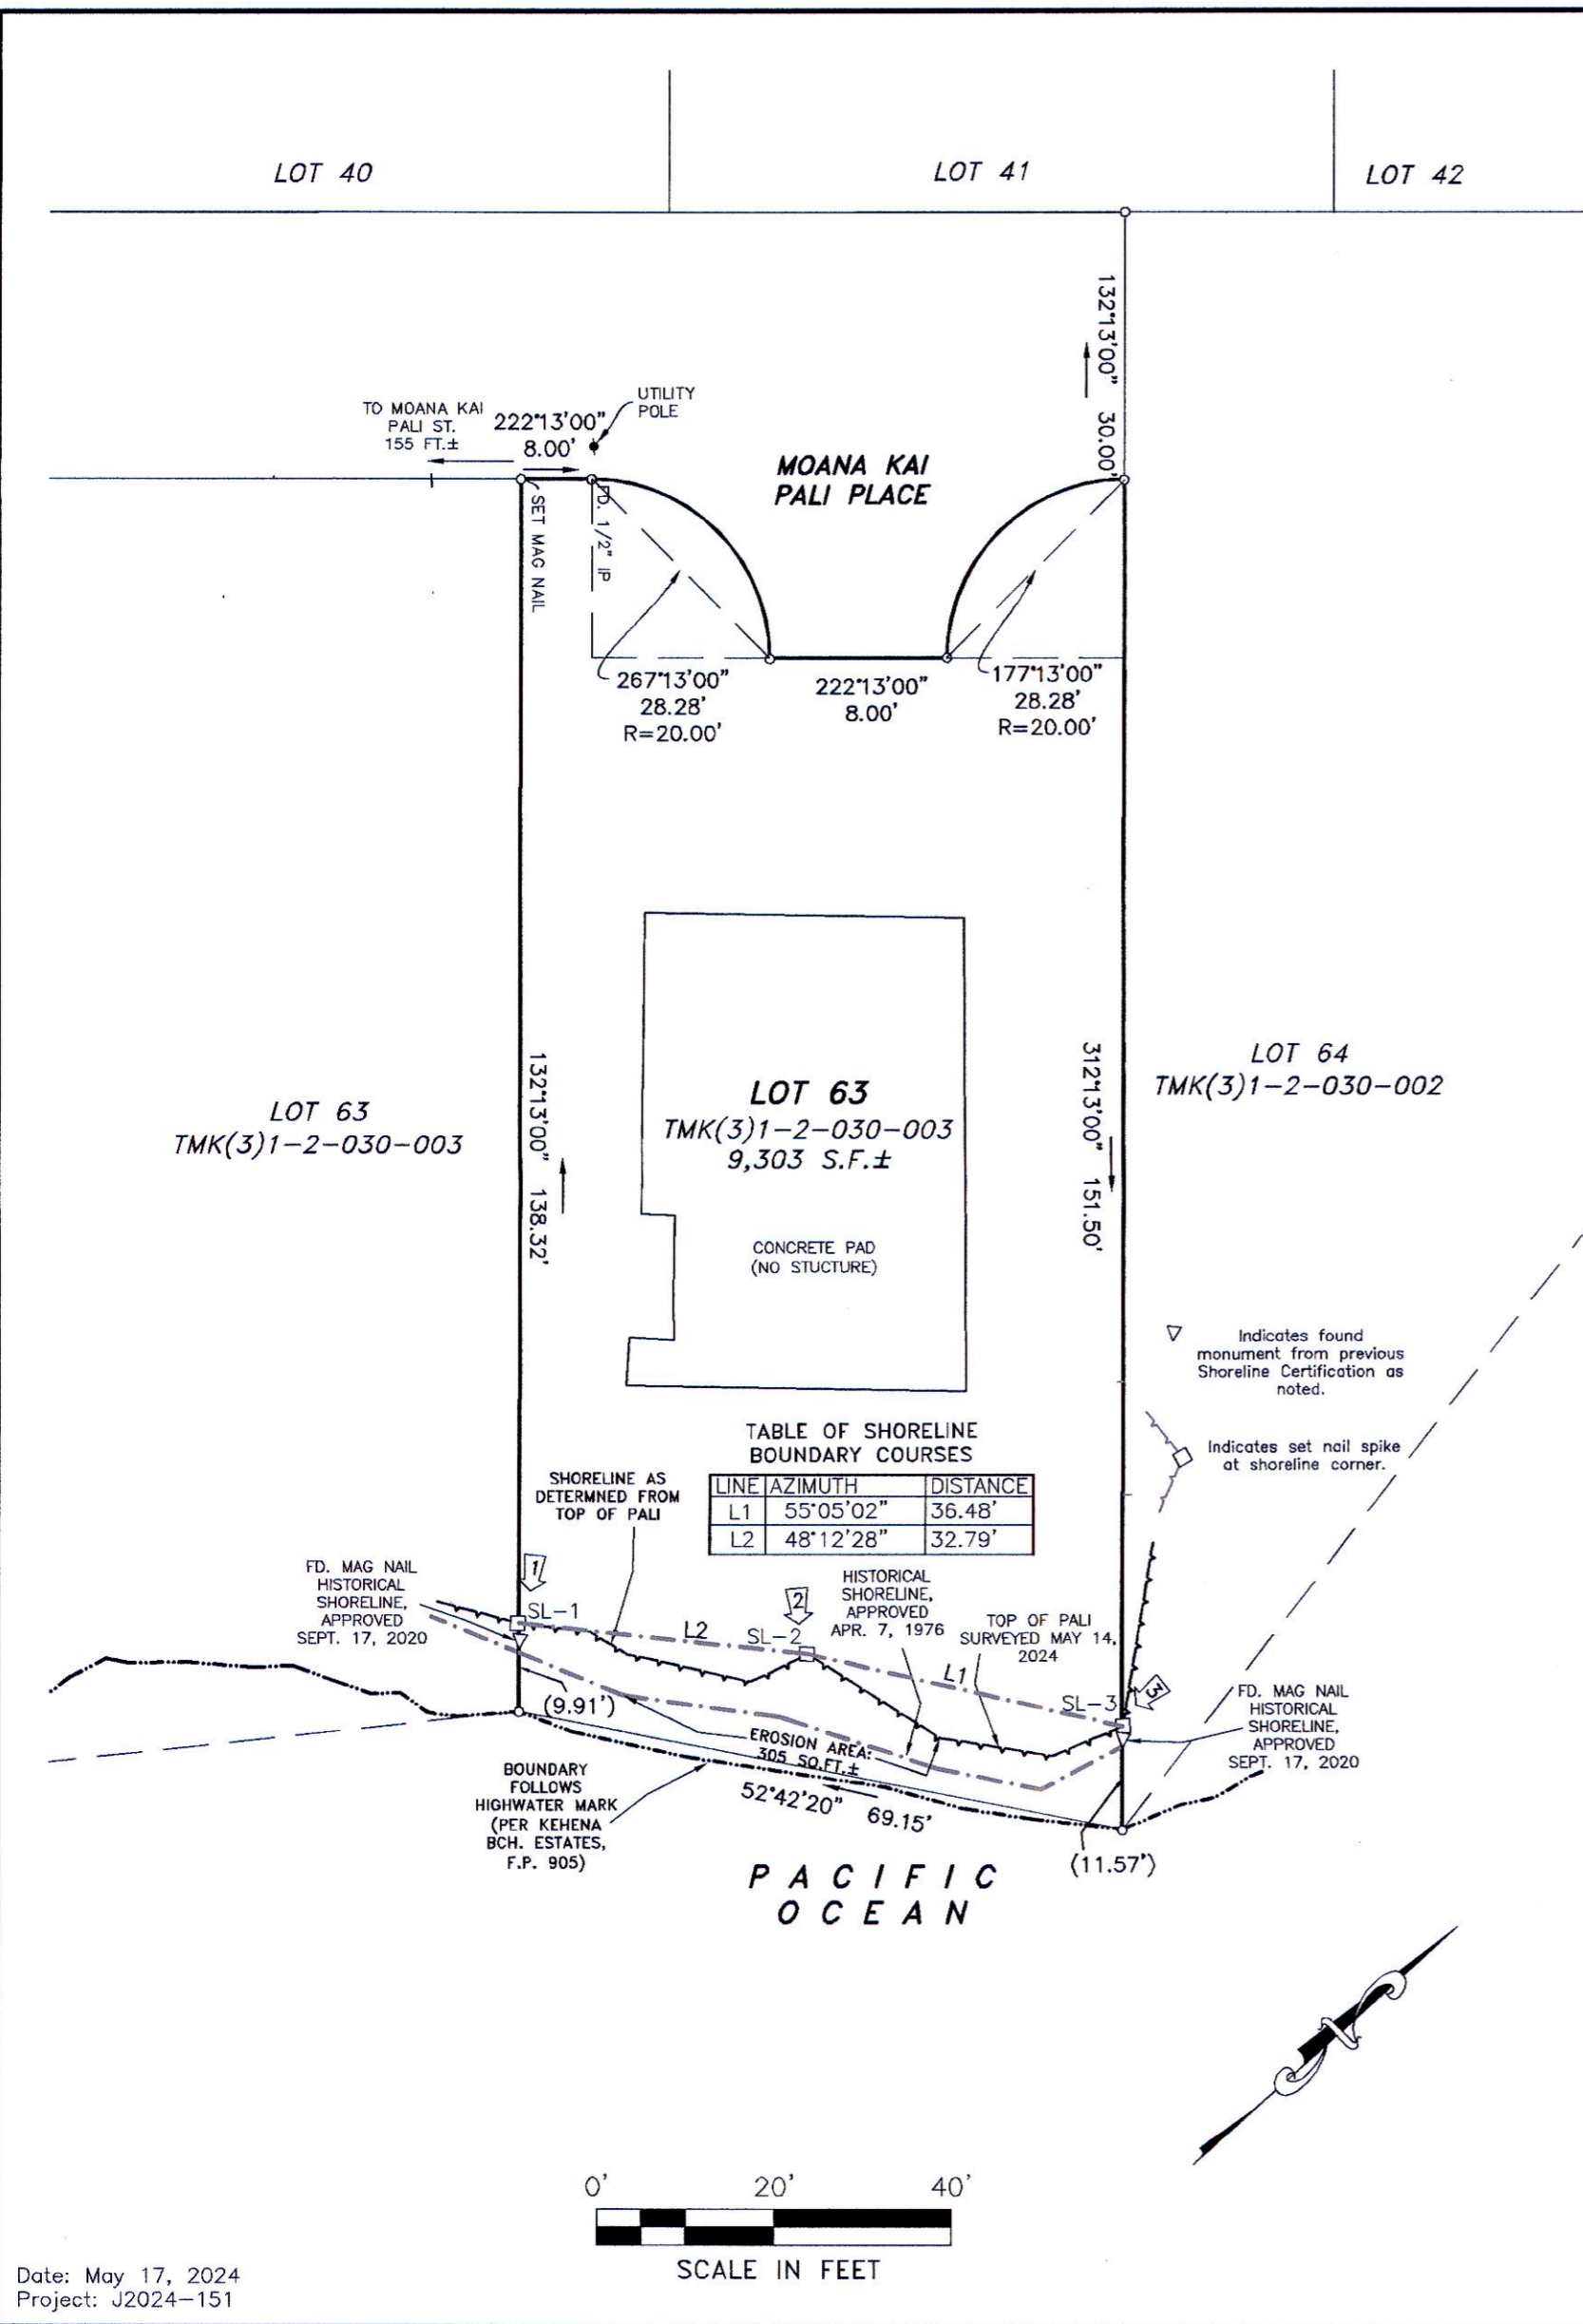 LOT 40
LOT 41
LOT 42
132°13'00" 30.00'
TO MOANA KAI
PALI ST.
155 FT.±
222°13'00"
8.00'
UTILITY
POLE
MOANA KAI
PALI PLACE
SET MAG NAIL
FD. 1/2" IP
267°13'00"
28.28'
R=20.00'
222°13'00"
8.00'
177°13'00"
28.28'
R=20.00'
132°13'00" 138.32'
312°13'00" 151.50'
LOT 63
TMK(3)1-2-030-003
LOT 63
TMK(3)1-2-030-003
9,303 S.F.±
CONCRETE PAD
(NO STUCTURE)
LOT 64
TMK(3)1-2-030-002
Indicates found
monument from previous
Shoreline Certification as
noted.
Indicates set nail spike
at shoreline corner.
TABLE OF SHORELINE
BOUNDARY COURSES
LINE AZIMUTH DISTANCE
L1 55°05'02" 36.48'
L2 48°12'28" 32.79'
SHORELINE AS
DETERMNED FROM
TOP OF PALI
FD. MAG NAIL
HISTORICAL
SHORELINE,
APPROVED
SEPT. 17, 2020
1
SL-1
L2
2
SL-2
HISTORICAL
SHORELINE,
APPROVED
APR. 7, 1976
TOP OF PALI
SURVEYED MAY 14,
2024
L1
SL-3
3
FD. MAG NAIL
HISTORICAL
SHORELINE,
APPROVED
SEPT. 17, 2020
(9.91')
EROSION AREA:
305 SQ.FT.±
BOUNDARY
FOLLOWS
HIGHWATER MARK
(PER KEHENA
BCH. ESTATES,
F.P. 905)
52°42'20" 69.15'
(11.57')
PACIFIC
OCEAN
0' 20' 40'
SCALE IN FEET
Date: May 17, 2024
Project: J2024-151